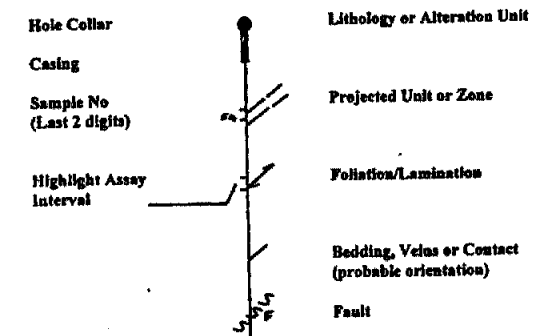 Hole Collar
Lithology or Alteration Unit
Casing
Sample No
(Last 2 digits)
Projected Unit or Zone
Highlight Assay
Interval
Foliation/Lamination
Bedding, Veins or Contact
(probable orientation)
Fault
F